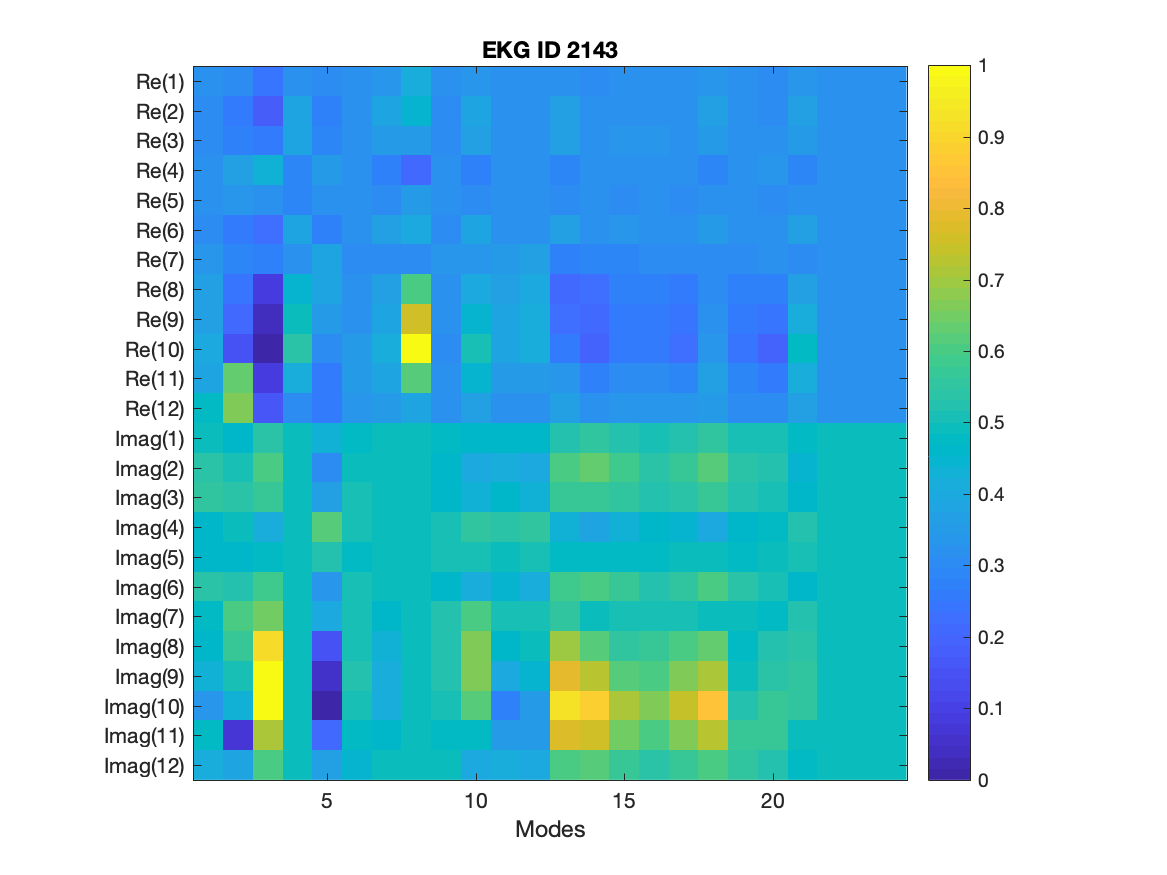 EKG ID 2143
Re(1)
Re(2)
Re(3)
Re(4)
Re(5)
Re(6)
Re(7)
Re(8)
Re(9)
Re(10)
Re(11)
Re(12)
Imag(1)
Imag(2)
Imag(3)
Imag(4)
Imag(5)
Imag(6)
Imag(7)
Imag(8)
Imag(9)
Imag(10)
Imag(11)
Imag(12)
5 10 15 20
Modes
1
0.9
0.8
0.7
0.6
0.5
0.4
0.3
0.2
0.1
0